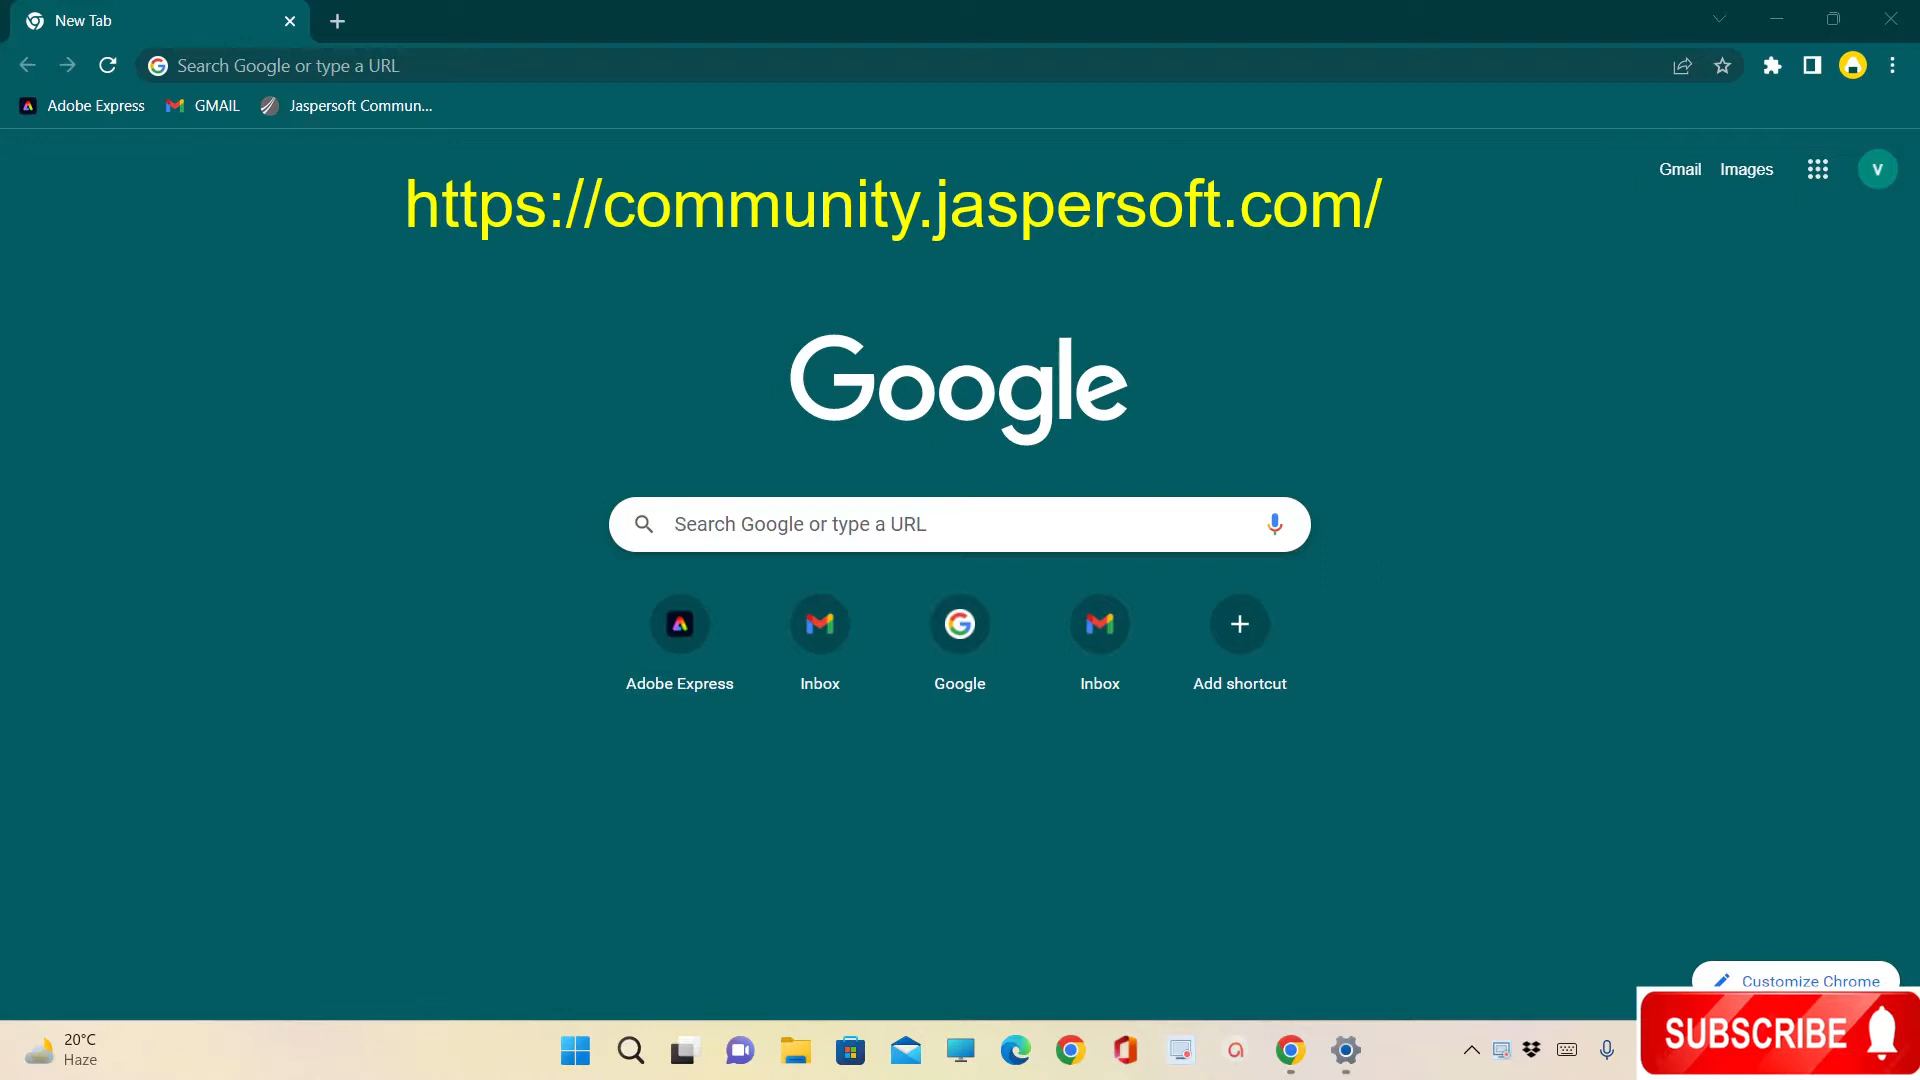 New Tab
Search Google or type a URL
Adobe Express
GMAIL
Jaspersoft Commun...
https://community.jaspersoft.com/
Gmail
Images
V
Google
Search Google or type a URL
Adobe Express
Inbox
Google
Inbox
Add shortcut
Customize Chrome
SUBSCRIBE
20°C
Haze